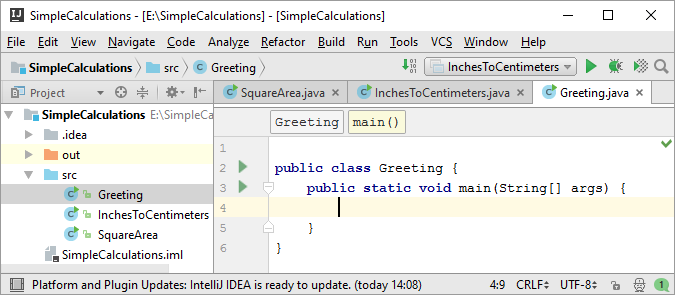 SimpleCalculations - [E:\SimpleCalculations] - [SimpleCalculations]
File Edit View Navigate Code Analyze Refactor Build Run Tools VCS Window Help
SimpleCalculations src Greeting InchesToCentimeters
Project SquareArea.java InchesToCentimeters.java Greeting.java
SimpleCalculations E:\SimpleCa
.idea
out
src
Greeting
InchesToCentimeters
SquareArea
SimpleCalculations.iml
Greeting main()
1
2 public class Greeting {
3 public static void main(String[] args) {
4
5 }
6 }
Platform and Plugin Updates: IntelliJ IDEA is ready to update. (today 14:08) 4:9 CRLF UTF-8 1